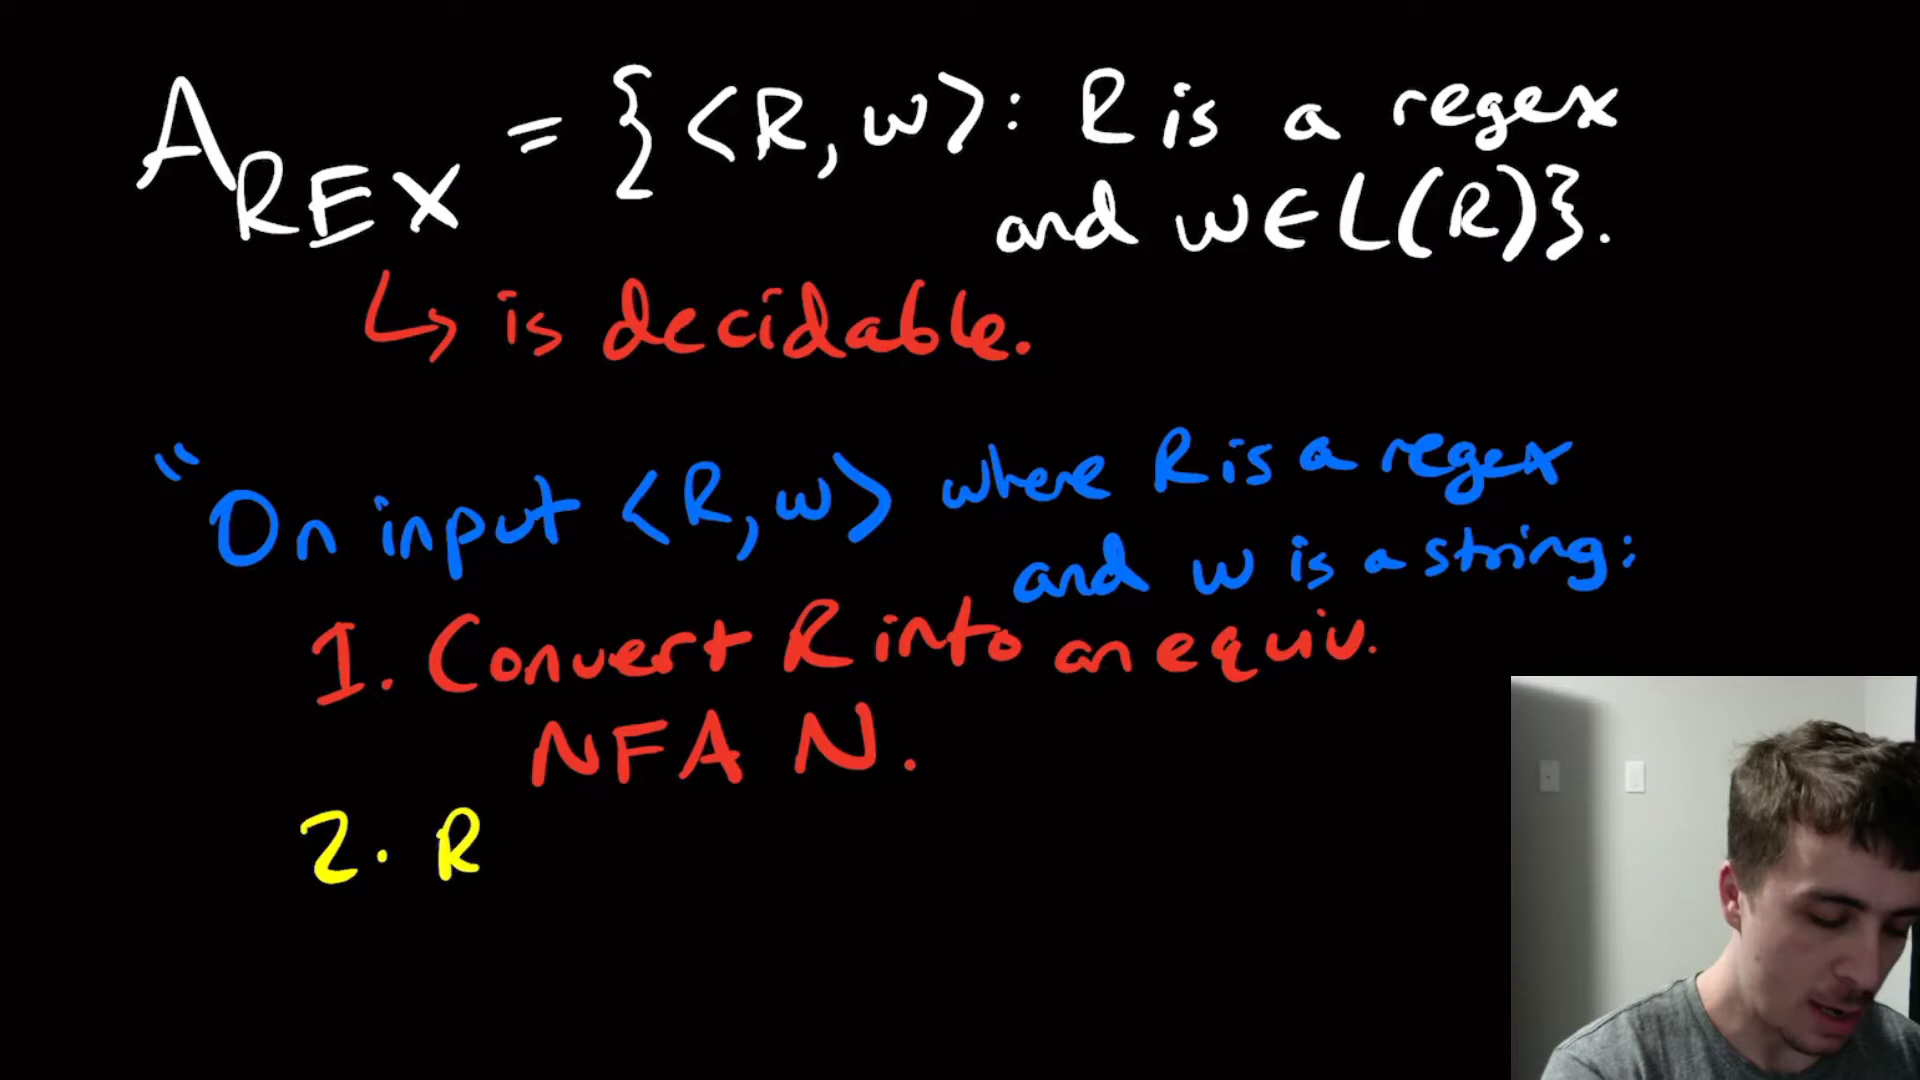 A_REX = {<R, w>: R is a regex
and w∈L(R)}.
↳ is decidable.
"On input <R, w> where R is a regex
and w is a string:
1. Convert R into an equiv.
NFA N.
2. R